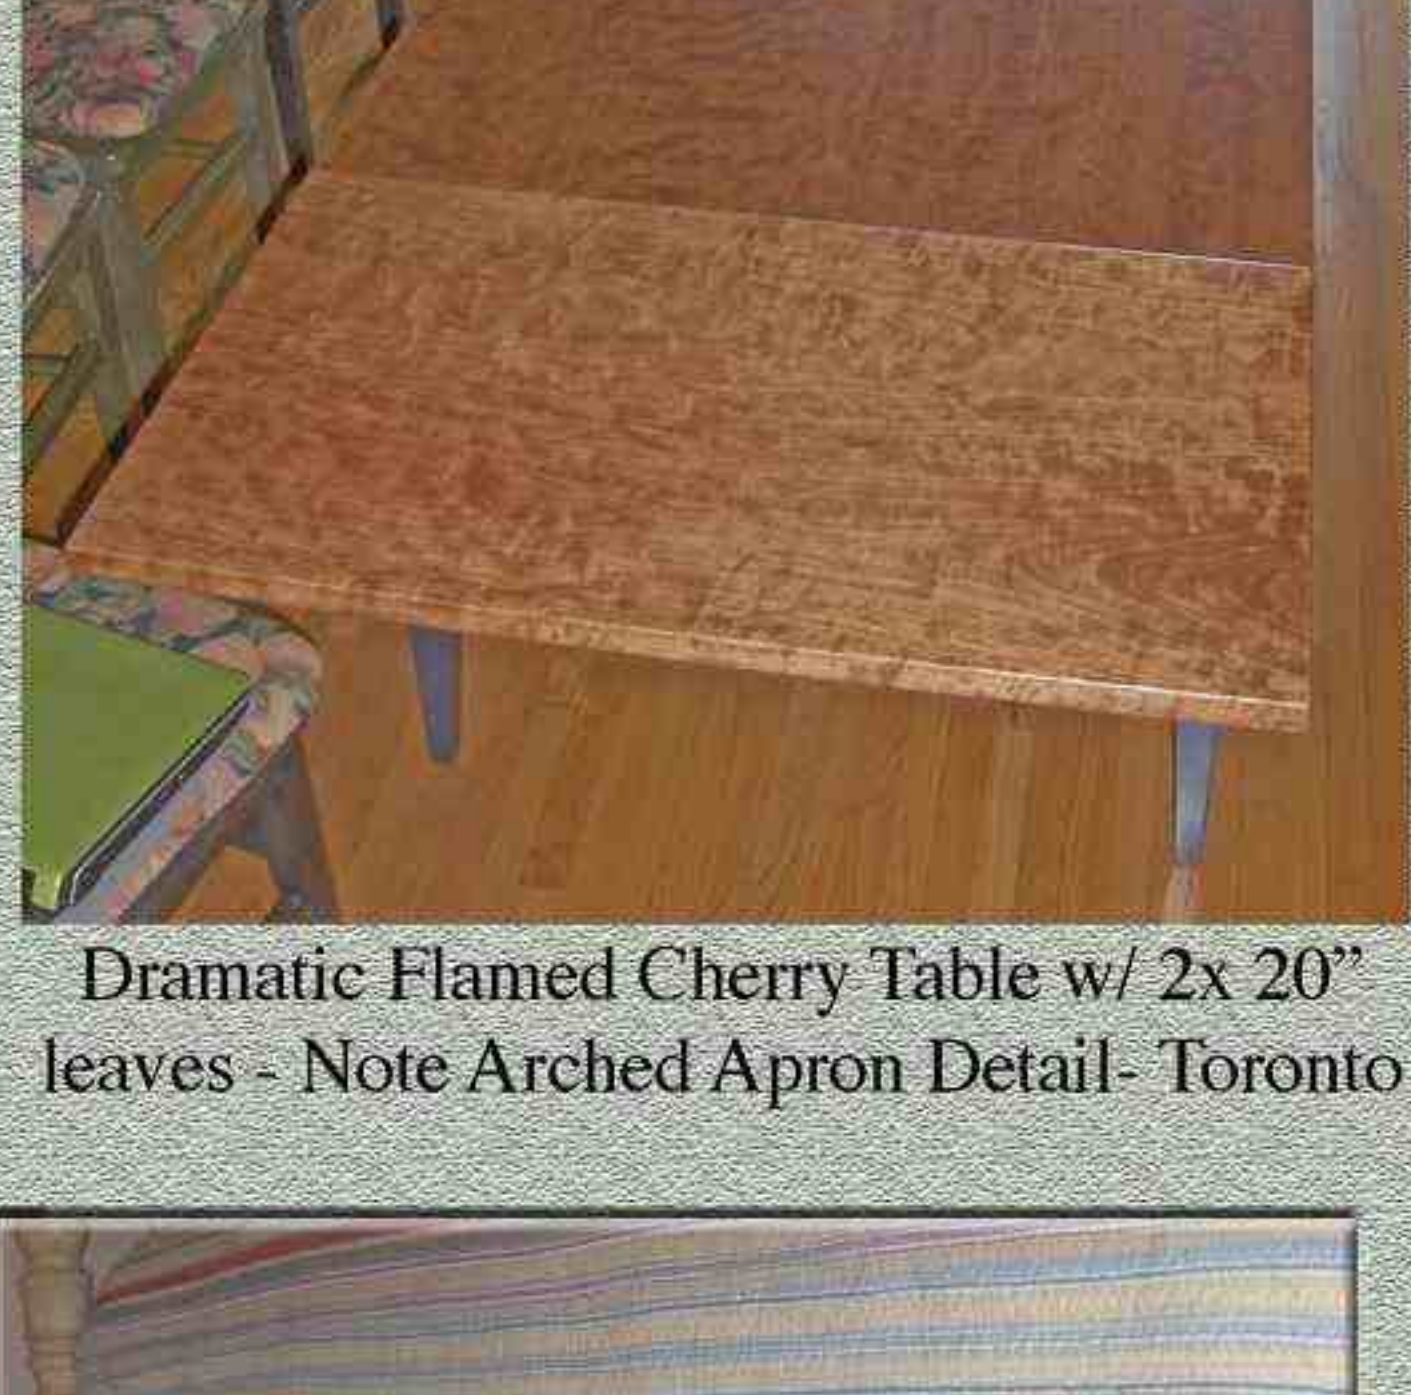 Dramatic Flamed Cherry Table w/ 2x 20”
leaves - Note Arched Apron Detail- Toronto